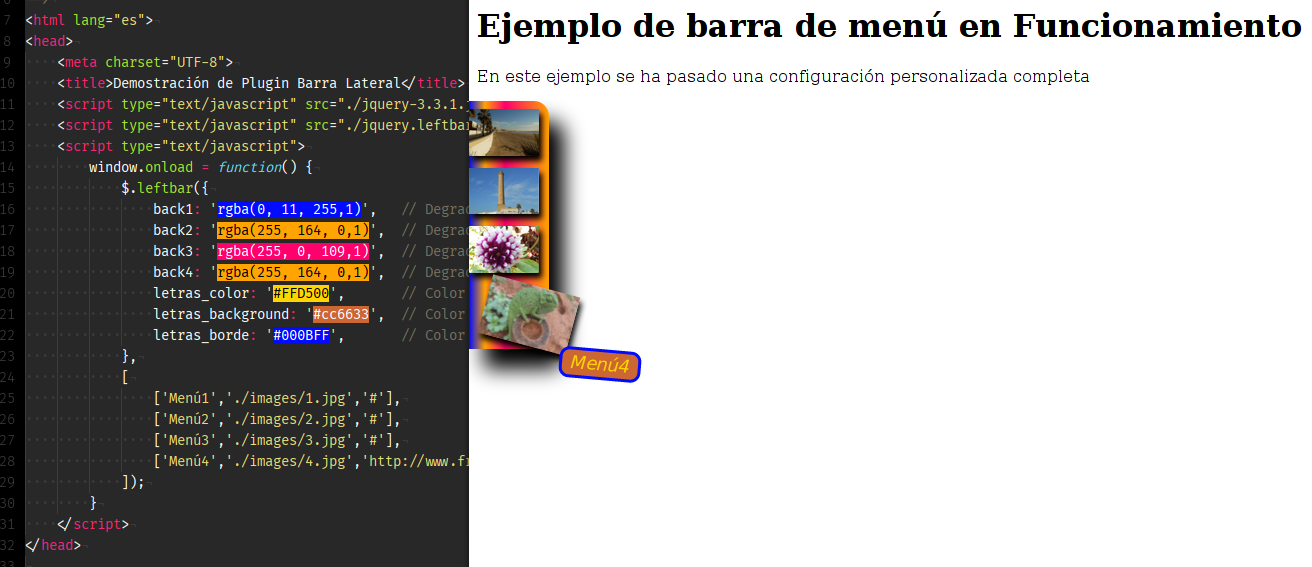 7 <html lang="es">
8 <head>
9 <meta charset="UTF-8">
10 <title>Demostración de Plugin Barra Lateral</title>
11 <script type="text/javascript" src="./jquery-3.3.1.
12 <script type="text/javascript" src="./jquery.leftba
13 <script type="text/javascript">
14 window.onload = function() {
15 $.leftbar({
16 back1: 'rgba(0, 11, 255,1)', // Degra
17 back2: 'rgba(255, 164, 0,1)', // Degra
18 back3: 'rgba(255, 0, 109,1)', // Degra
19 back4: 'rgba(255, 164, 0,1)', // Degra
20 letras_color: '#FFD500', // Color
21 letras_background: '#cc6633', // Color
22 letras_borde: '#000BFF', // Color
23 },
24 [
25 ['Menú1','./images/1.jpg','#'],
26 ['Menú2','./images/2.jpg','#'],
27 ['Menú3','./images/3.jpg','#'],
28 ['Menú4','./images/4.jpg','http://www.f
29 ]);
30 }
31 </script>
32 </head>
33
Ejemplo de barra de menú en Funcionamiento
En este ejemplo se ha pasado una configuración personalizada completa
Menú4